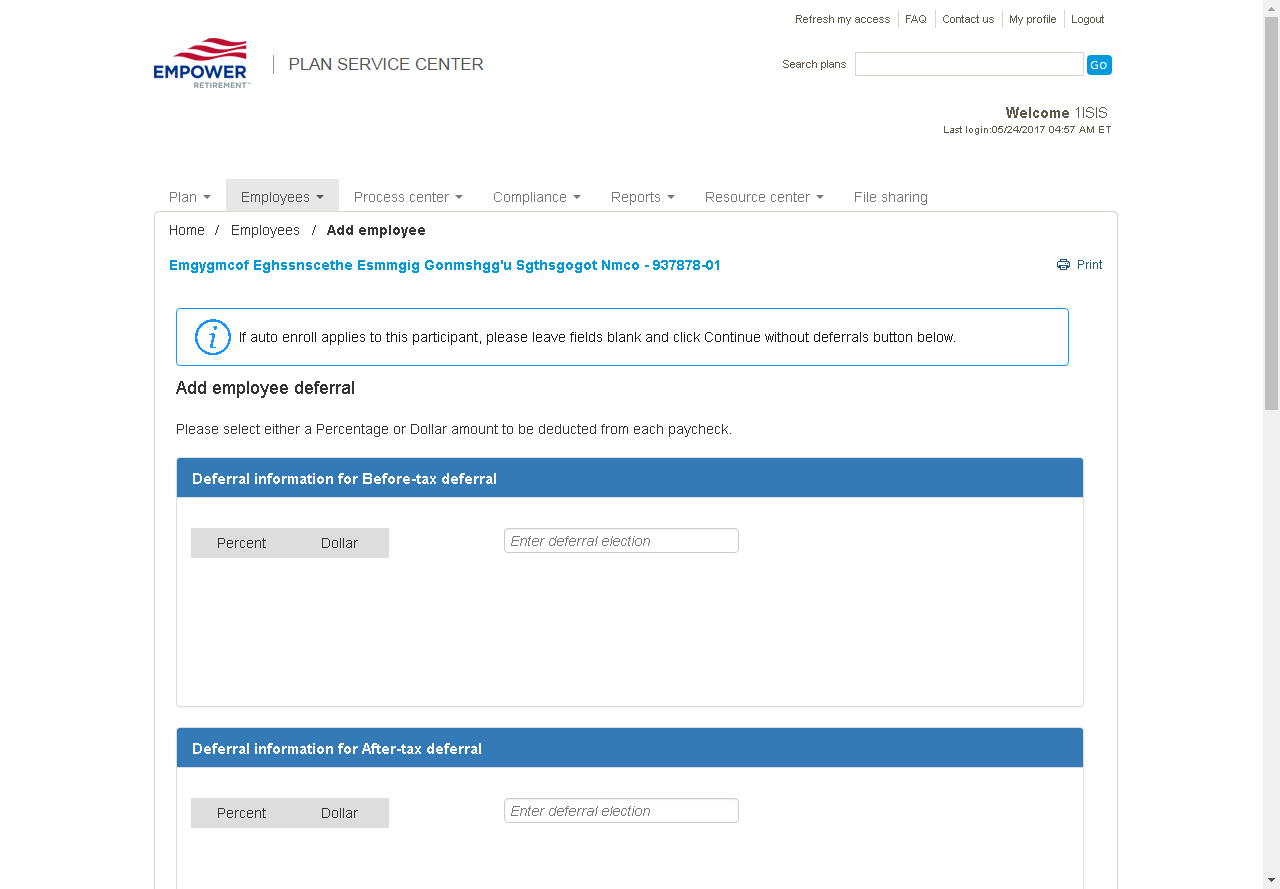 Refresh my access FAQ Contact us My profile Logout
EMPOWER
RETIREMENT™
PLAN SERVICE CENTER
Search plans Go
Welcome 1ISIS
Last login:05/24/2017 04:57 AM ET
Plan Employees Process center Compliance Reports Resource center File sharing
Home / Employees / Add employee
Emgygmcof Eghssnscethe Esmmgig Gonmshgg'u Sgthsgogot Nmco - 937878-01 Print
i If auto enroll applies to this participant, please leave fields blank and click Continue without deferrals button below.
Add employee deferral
Please select either a Percentage or Dollar amount to be deducted from each paycheck.
Deferral information for Before-tax deferral
Percent Dollar Enter deferral election
Deferral information for After-tax deferral
Percent Dollar Enter deferral election